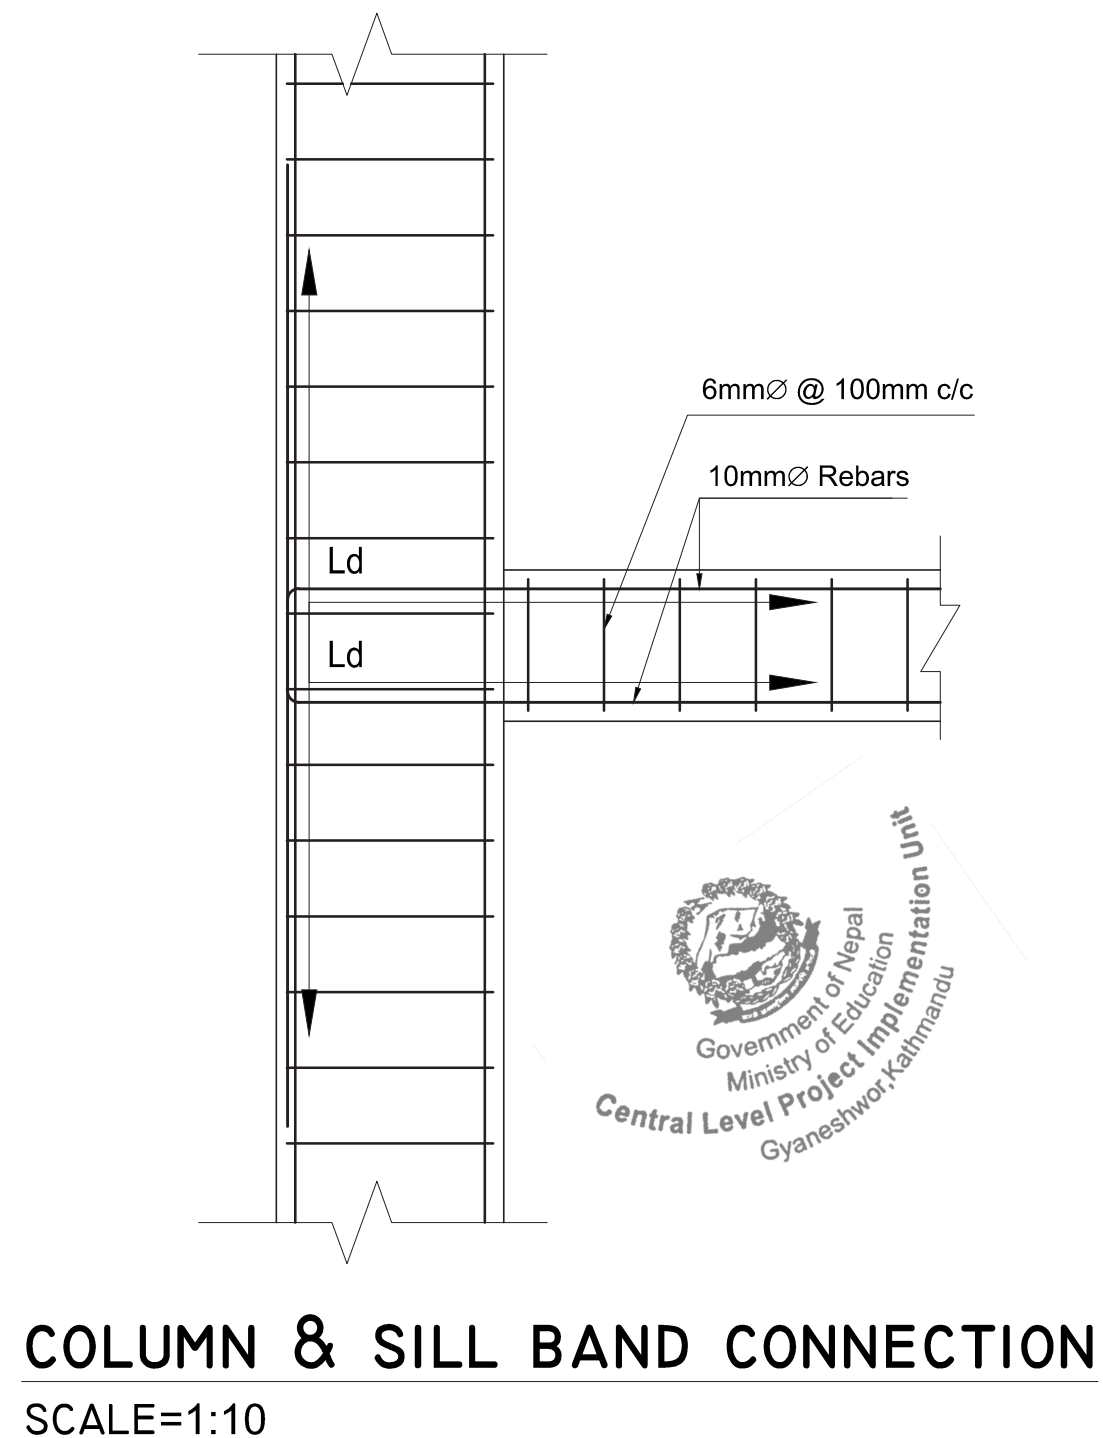 6mm∅ @ 100mm c/c
10mm∅ Rebars
Ld
Ld
Government of Nepal
Ministry of Education
Central Level Project Implementation Unit
Gyaneshwor,Kathmandu
COLUMN & SILL BAND CONNECTION
SCALE=1:10